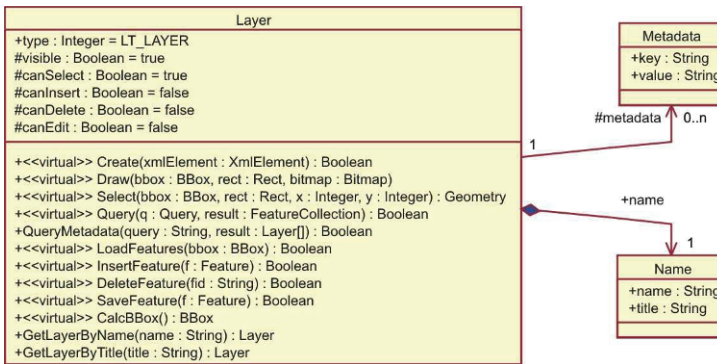 Layer
+type : Integer = LT_LAYER
#visible : Boolean = true
#canSelect : Boolean = true
#canInsert : Boolean = false
#canDelete : Boolean = false
#canEdit : Boolean = false
+<<virtual>> Create(xmlElement : XmlElement) : Boolean
+<<virtual>> Draw(bbox : BBox, rect : Rect, bitmap : Bitmap)
+<<virtual>> Select(bbox : BBox, rect : Rect, x : Integer, y : Integer) : Geometry
+<<virtual>> Query(q : Query, result : FeatureCollection) : Boolean
+QueryMetadata(query : String, result : Layer[]) : Boolean
+<<virtual>> LoadFeatures(bbox : BBox) : Boolean
+<<virtual>> InsertFeature(f : Feature) : Boolean
+<<virtual>> DeleteFeature(fid : String) : Boolean
+<<virtual>> SaveFeature(f : Feature) : Boolean
+<<virtual>> CalcBBox() : BBox
+GetLayerByName(name : String) : Layer
+GetLayerByTitle(title : String) : Layer
Metadata
+key : String
+value : String
#metadata
0..n
1
+name
1
Name
+name : String
+title : String